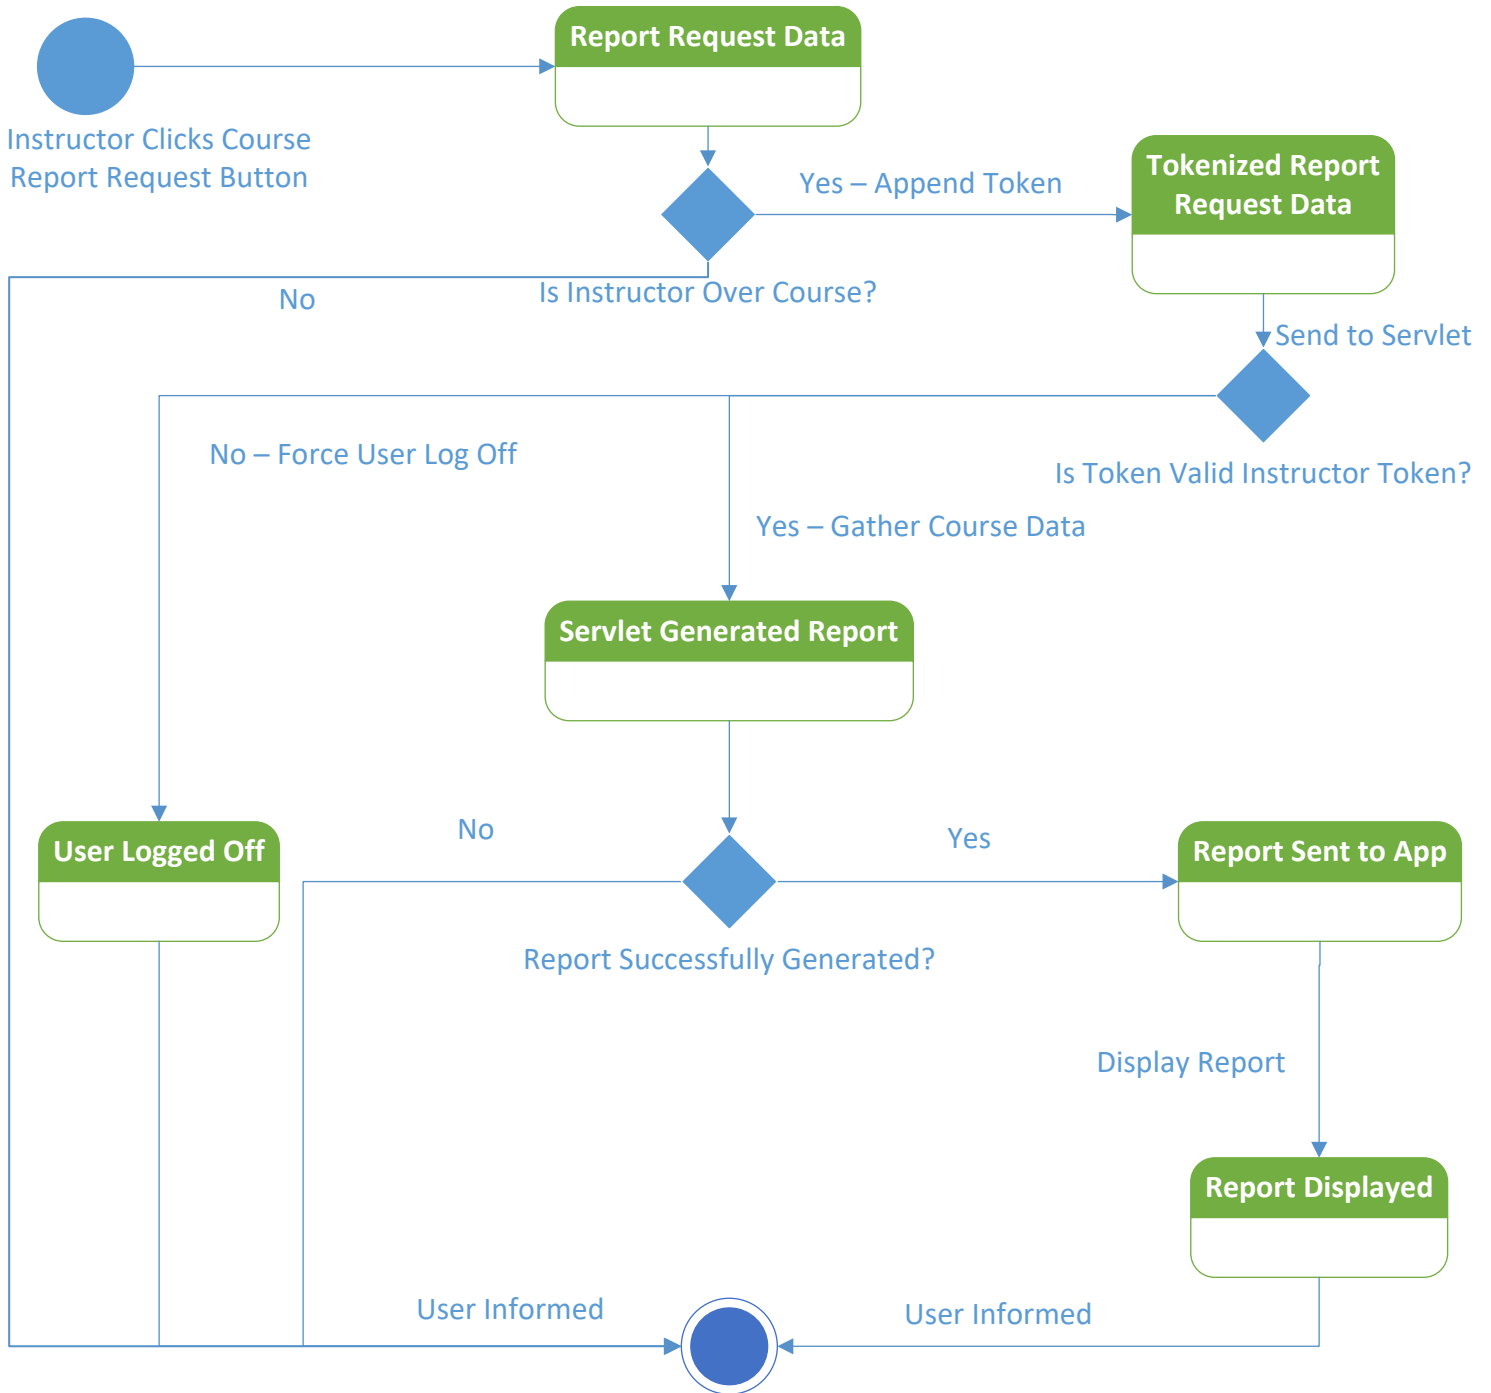 Report Request Data
Instructor Clicks Course
Report Request Button
Yes – Append Token
Tokenized Report
Request Data
No
Is Instructor Over Course?
Send to Servlet
No – Force User Log Off
Is Token Valid Instructor Token?
Yes – Gather Course Data
Servlet Generated Report
No
Yes
User Logged Off
Report Sent to App
Report Successfully Generated?
Display Report
Report Displayed
User Informed
User Informed